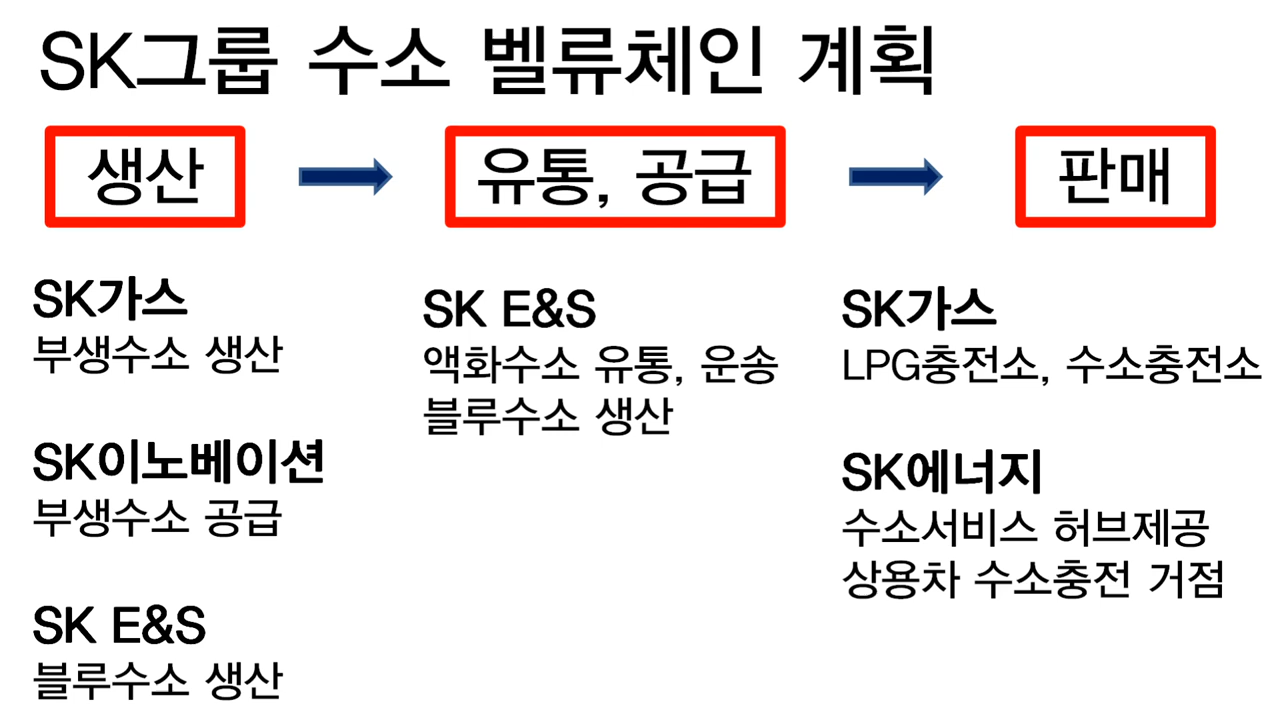 SK그룹 수소 벨류체인 계획
생산
유통, 공급
판매
SK가스
부생수소 생산
SK이노베이션
부생수소 공급
SK E&S
블루수소 생산
SK E&S
액화수소 유통, 운송
블루수소 생산
SK가스
LPG충전소, 수소충전소
SK에너지
수소서비스 허브제공
상용차 수소충전 거점